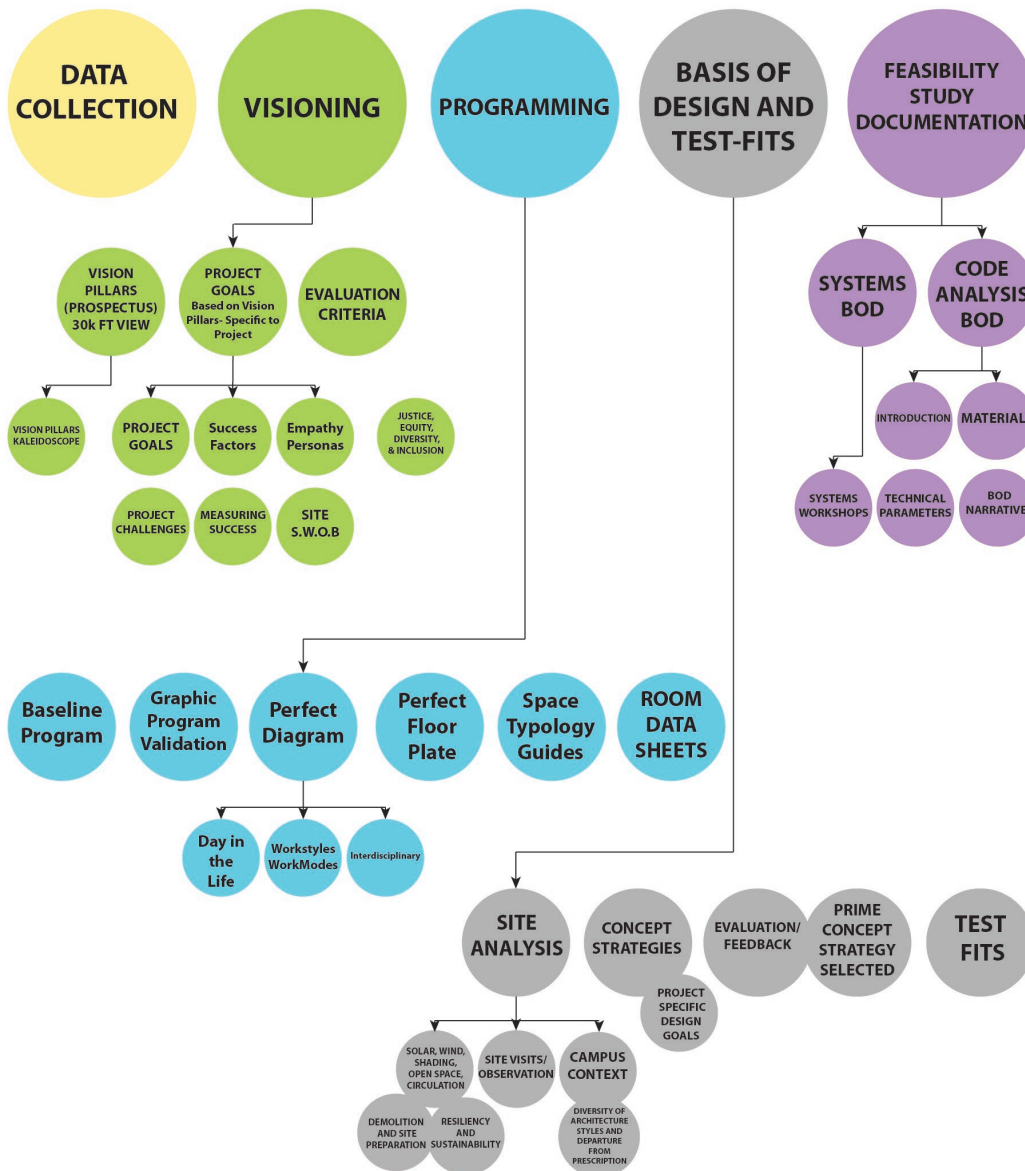 DATA
COLLECTION
VISIONING
PROGRAMMING
BASIS OF
DESIGN AND
TEST-FITS
FEASIBILITY
STUDY
DOCUMENTATION
VISION
PILLARS
(PROSPECTUS)
30k FT VIEW
PROJECT
GOALS
Based on Vision
Pillars- Specific to
Project
EVALUATION
CRITERIA
SYSTEMS
BOD
CODE
ANALYSIS
BOD
VISION PILLARS
KALEIDOSCOPE
PROJECT
GOALS
Success
Factors
Empathy
Personas
JUSTICE,
EQUITY,
DIVERSITY,
& INCLUSION
INTRODUCTION
MATERIAL
PROJECT
CHALLENGES
MEASURING
SUCCESS
SITE
S.W.O.B
SYSTEMS
WORKSHOPS
TECHNICAL
PARAMETERS
BOD
NARRATIVE
Baseline
Program
Graphic
Program
Validation
Perfect
Diagram
Perfect
Floor
Plate
Space
Typology
Guides
ROOM
DATA
SHEETS
Day in
the
Life
Workstyles
WorkModes
Interdisciplinary
SITE
ANALYSIS
CONCEPT
STRATEGIES
EVALUATION/
FEEDBACK
PRIME
CONCEPT
STRATEGY
SELECTED
TEST
FITS
PROJECT
SPECIFIC
DESIGN
GOALS
SOLAR, WIND,
SHADING,
OPEN SPACE,
CIRCULATION
SITE VISITS/
OBSERVATION
CAMPUS
CONTEXT
DEMOLITION
AND SITE
PREPARATION
RESILIENCY
AND
SUSTAINABILITY
DIVERSITY OF
ARCHITECTURE
STYLES AND
DEPARTURE
FROM
PRESCRIPTION